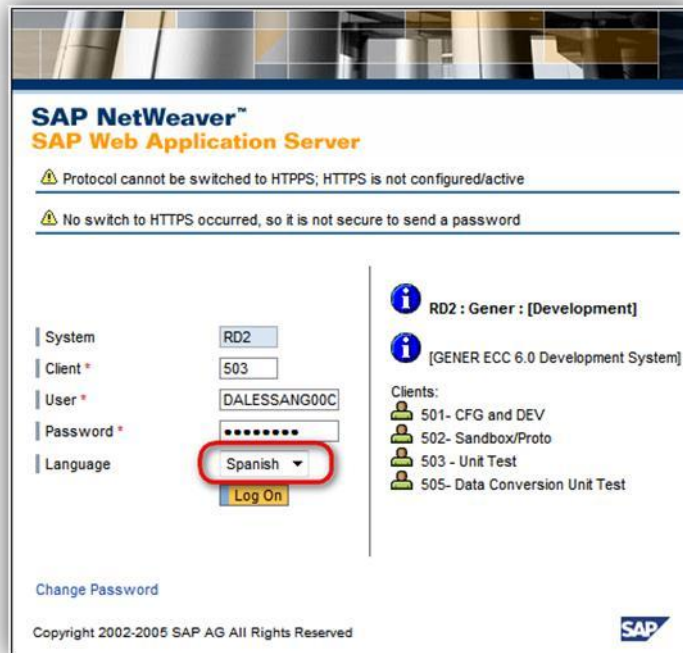 SAP NetWeaver™
SAP Web Application Server
Protocol cannot be switched to HTPPS; HTTPS is not configured/active
No switch to HTTPS occurred, so it is not secure to send a password
System RD2
Client * 503
User * DALESSANG00C
Password * ••••••••
Language Spanish
Log On
RD2 : Gener : [Development]
[GENER ECC 6.0 Development System]
Clients:
501- CFG and DEV
502- Sandbox/Proto
503 - Unit Test
505- Data Conversion Unit Test
Change Password
Copyright 2002-2005 SAP AG All Rights Reserved
SAP